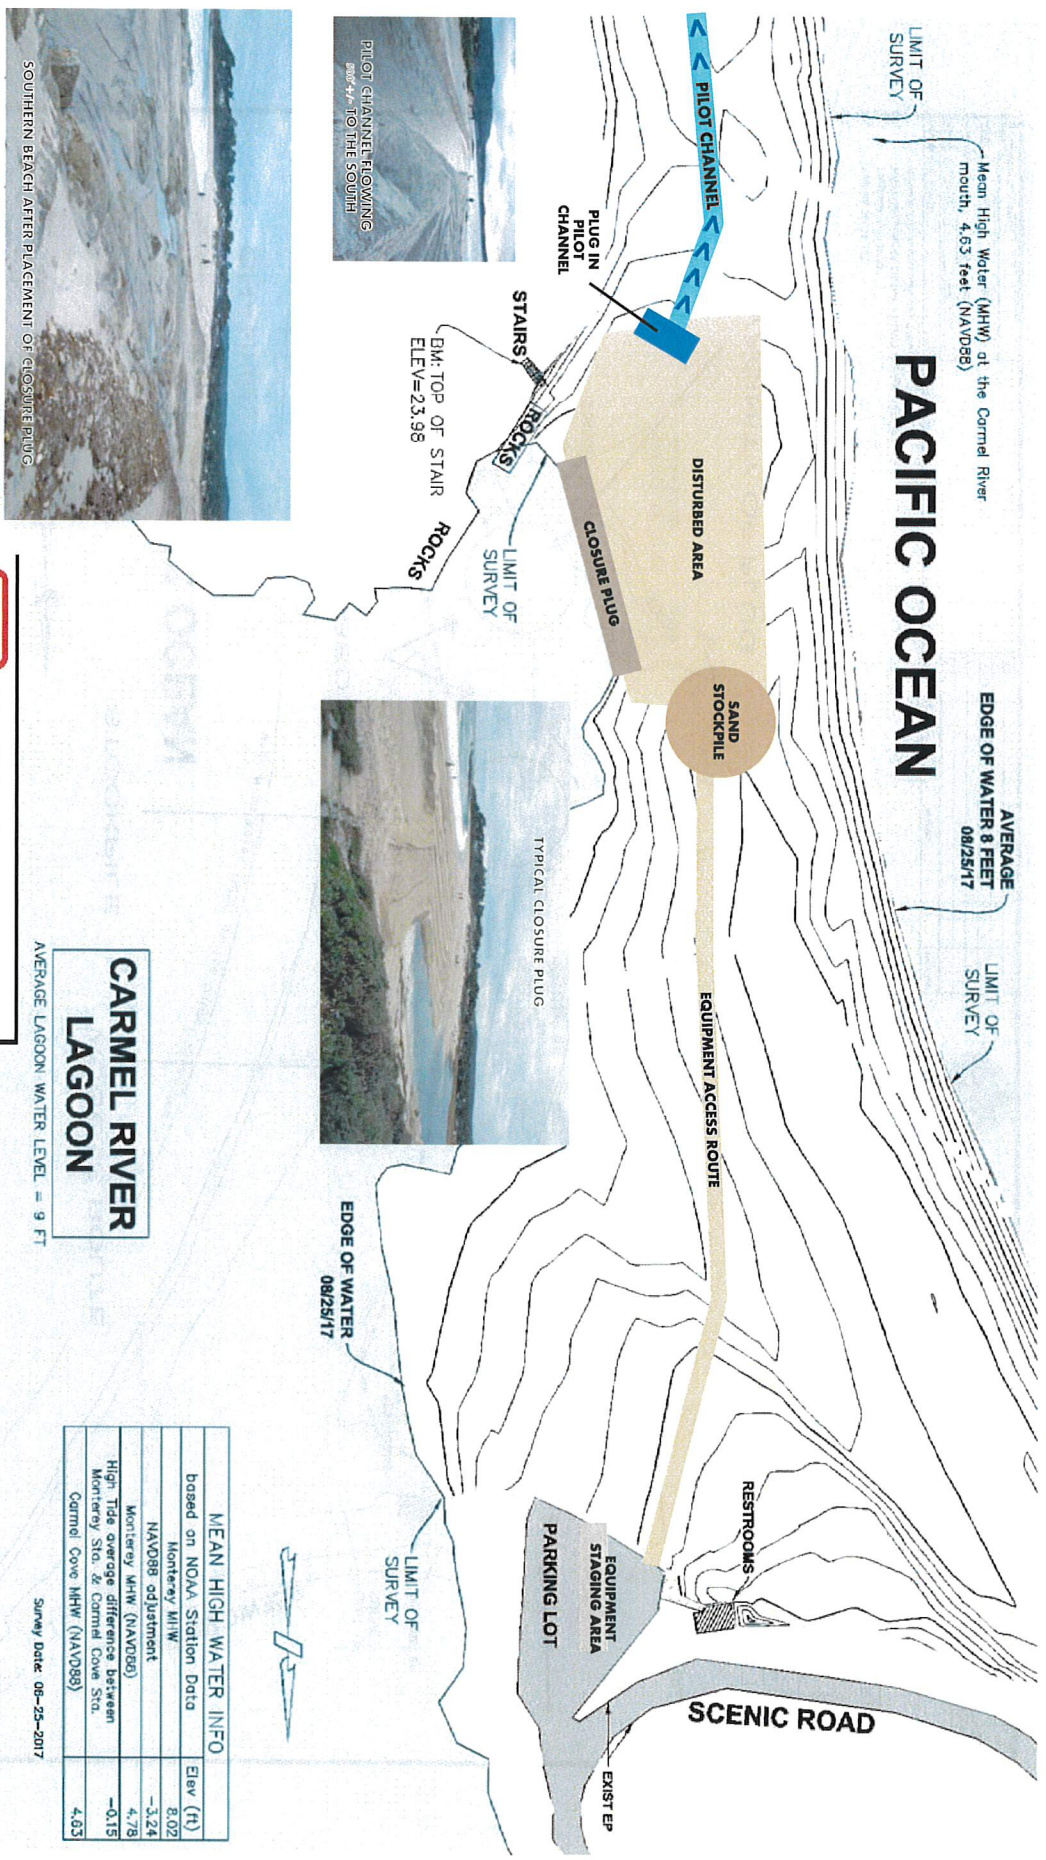 LIMIT OF
SURVEY
Mean High Water (MHW) at the Carmel River
mouth, 4.63 feet (NAVD88)
PACIFIC OCEAN
AVERAGE
EDGE OF WATER 8 FEET
08/25/17
LIMIT OF
SURVEY
PILOT CHANNEL
PLUG IN
PILOT
CHANNEL
DISTURBED AREA
SAND
STOCKPILE
CLOSURE PLUG
EQUIPMENT ACCESS ROUTE
RESTROOMS
SCENIC ROAD
EQUIPMENT
STAGING AREA
PARKING LOT
EXIST EP
STAIRS
ROCKS
EBM: TOP OF STAIR
ELEV=23.98
LIMIT OF
SURVEY
ROCKS
PILOT CHANNEL FLOWING
500'+/- TO THE SOUTH
TYPICAL CLOSURE PLUG
SOUTHERN BEACH AFTER PLACEMENT OF CLOSURE PLUG
EDGE OF WATER
08/25/17
LIMIT OF
SURVEY
CARMEL RIVER
LAGOON
AVERAGE LAGOON WATER LEVEL = 9 FT
MEAN HIGH WATER INFO
based on NOAA Station Data Elev (ft)
Monterey MHW 8.02
NAVD88 adjustment -3.24
Monterey MHW (NAVD88) 4.78
High Tide average difference between
Monterey Sta. & Carmel Cove Sta. -0.15
Carmel Cove MHW (NAVD88) 4.63
Survey Date: 08-25-2017